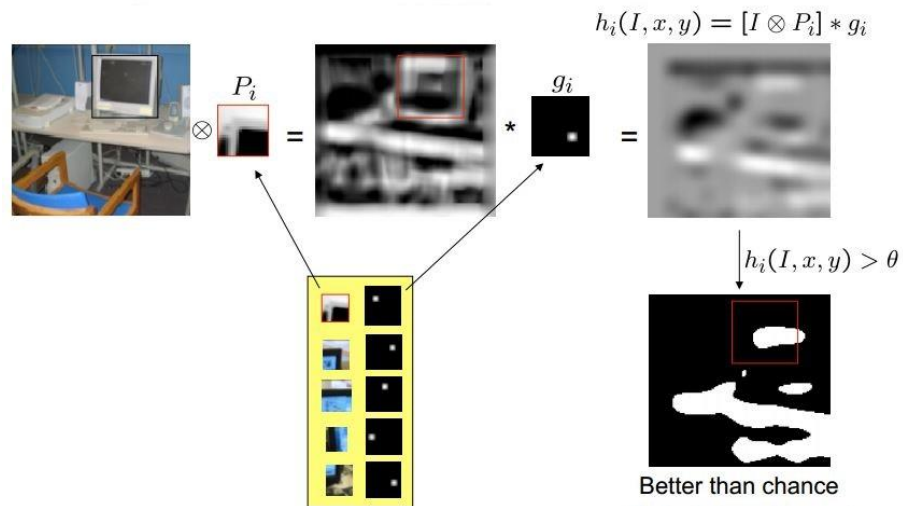 h_i(I, x, y) = [I ⊗ P_i] * g_i
P_i
g_i
⊗
=
*
=
h_i(I, x, y) > θ
Better than chance